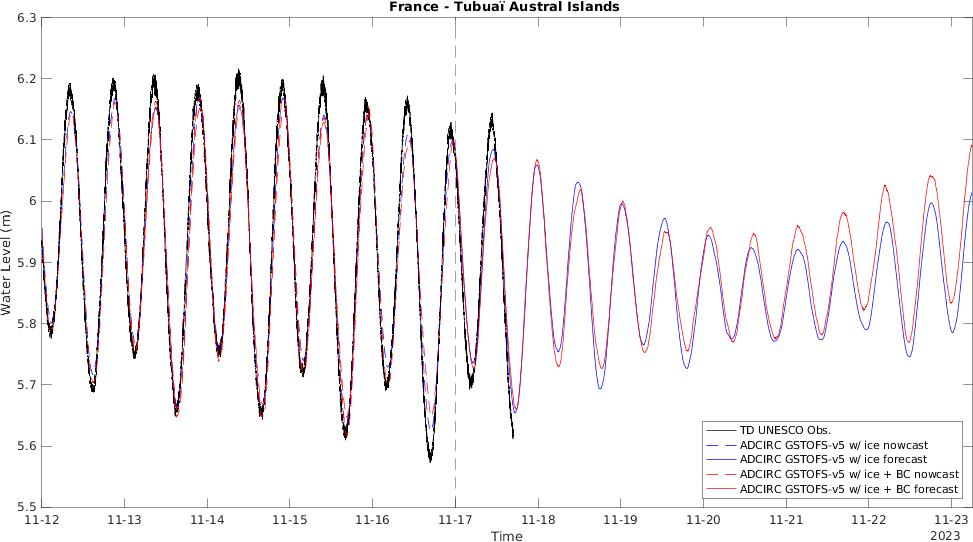 France - Tubuaï Austral Islands
6.3
6.2
6.1
6
5.9
5.8
5.7
5.6
5.5
Water Level (m)
TD UNESCO Obs.
ADCIRC GSTOFS-v5 w/ ice nowcast
ADCIRC GSTOFS-v5 w/ ice forecast
ADCIRC GSTOFS-v5 w/ ice + BC nowcast
ADCIRC GSTOFS-v5 w/ ice + BC forecast
11-12 11-13 11-14 11-15 11-16 11-17 11-18 11-19 11-20 11-21 11-22 11-23
Time 2023